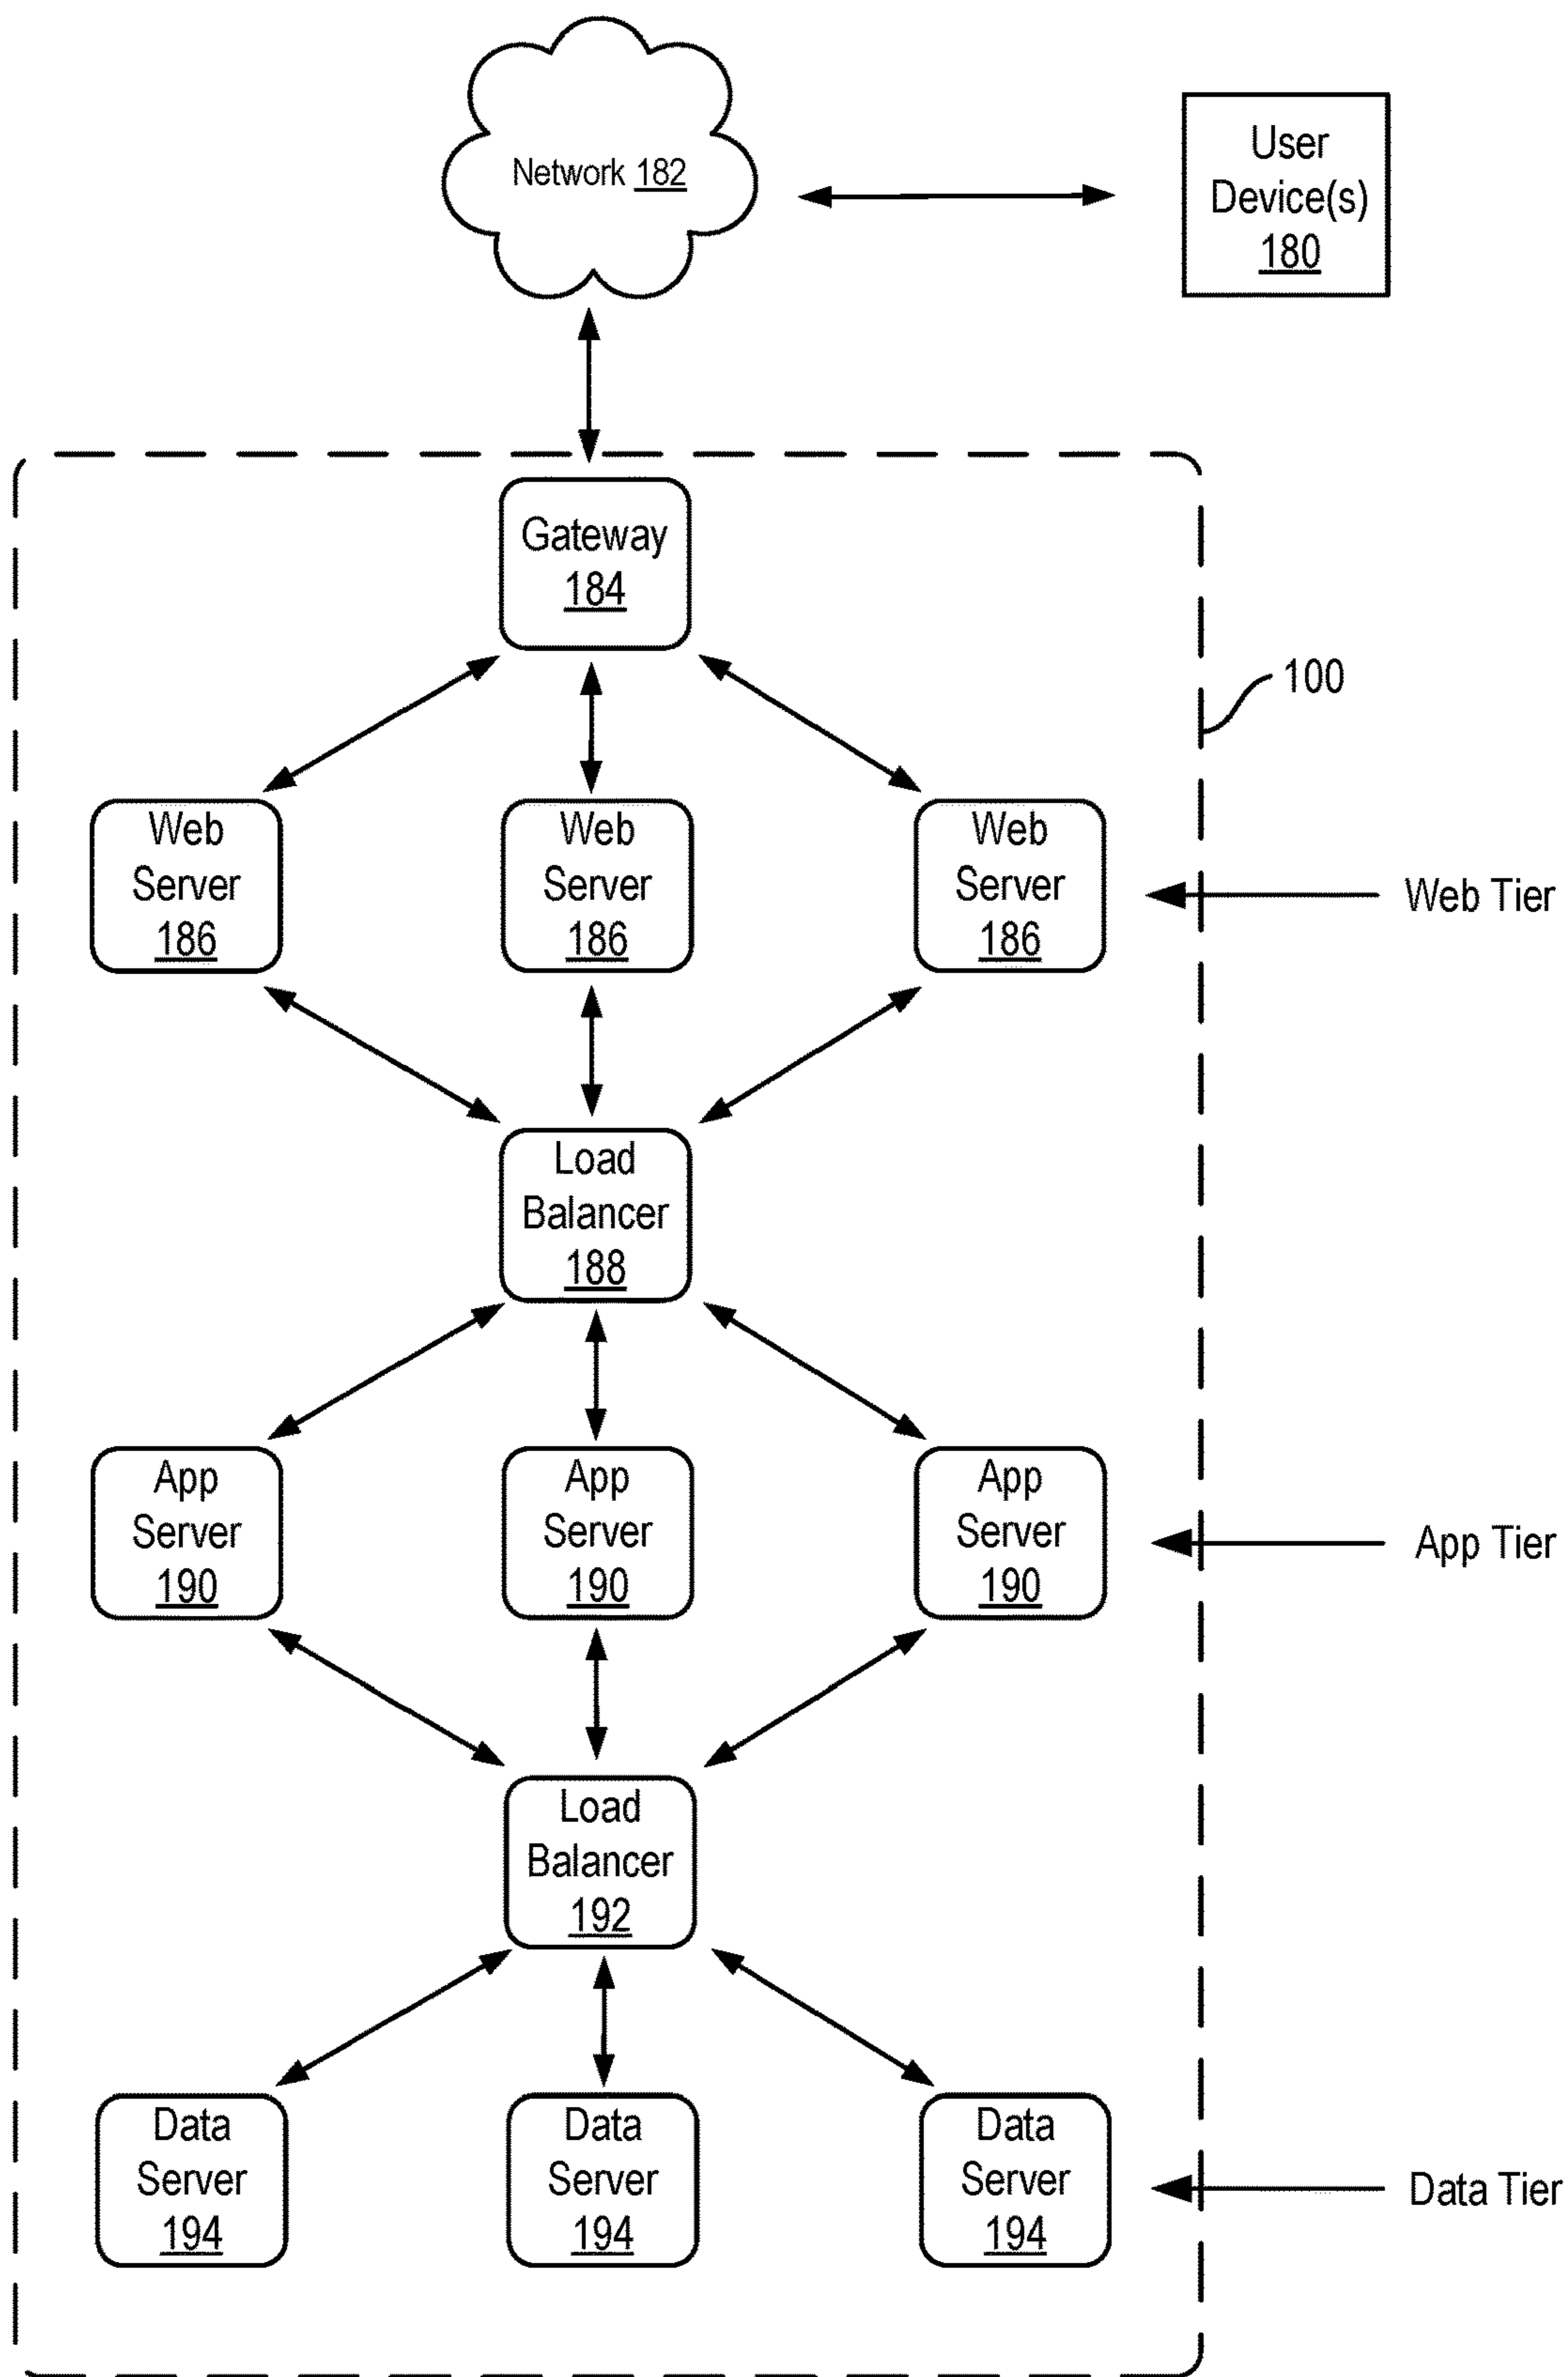 Network 182
User
Device(s)
180
Gateway
184
100
Web
Server
186
Web
Server
186
Web
Server
186
Web Tier
Load
Balancer
188
App
Server
190
App
Server
190
App
Server
190
App Tier
Load
Balancer
192
Data
Server
194
Data
Server
194
Data
Server
194
Data Tier